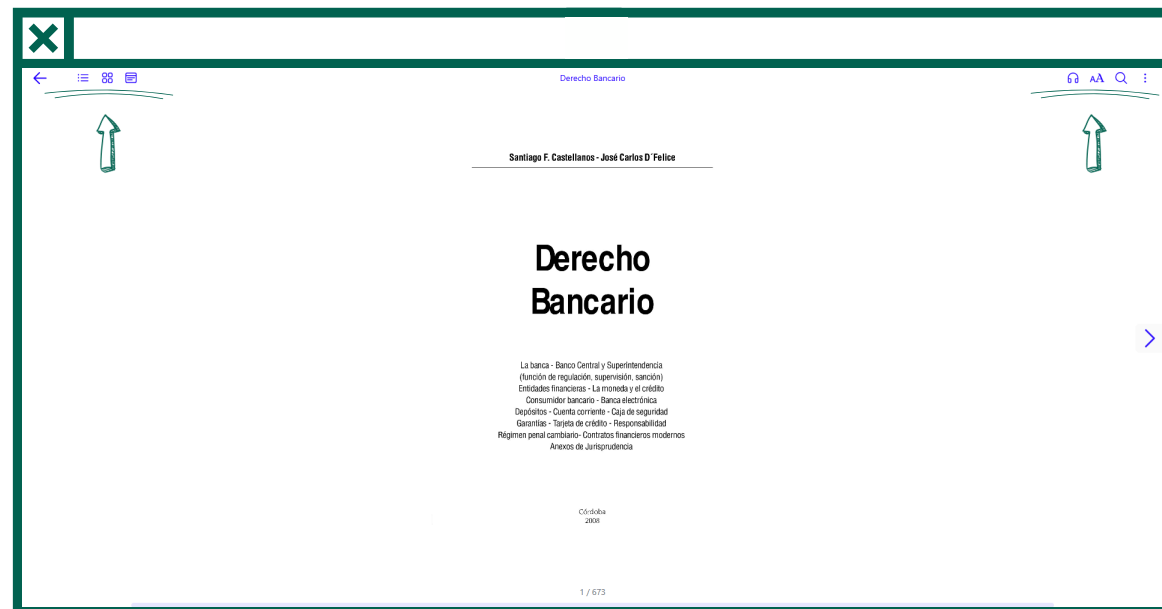 Derecho Bancario
AA
Santiago F. Castellanos - José Carlos D´Felice
Derecho
Bancario
La banca - Banco Central y Superintendencia
(función de regulación, supervisión, sanción)
Entidades financieras - La moneda y el crédito
Consumidor bancario - Banca electrónica
Depósitos - Cuenta corriente - Caja de seguridad
Garantías - Tarjeta de crédito - Responsabilidad
Régimen penal cambiario- Contratos financieros modernos
Anexos de Jurisprudencia
Córdoba
2008
1 / 673